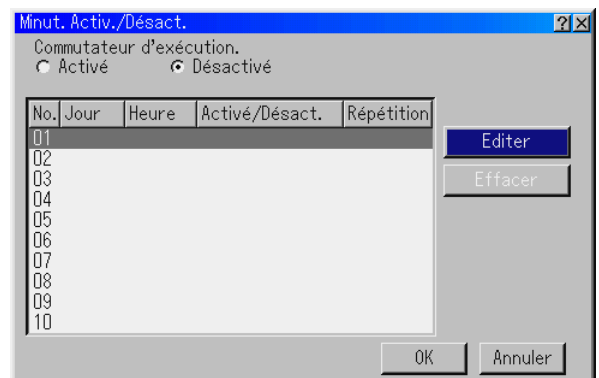 Minut. Activ./Désact.
Commutateur d'exécution.
Activé Désactivé
No. Jour Heure Activé/Désact. Répétition
01
02
03
04
05
06
07
08
09
10
Editer
Effacer
OK Annuler